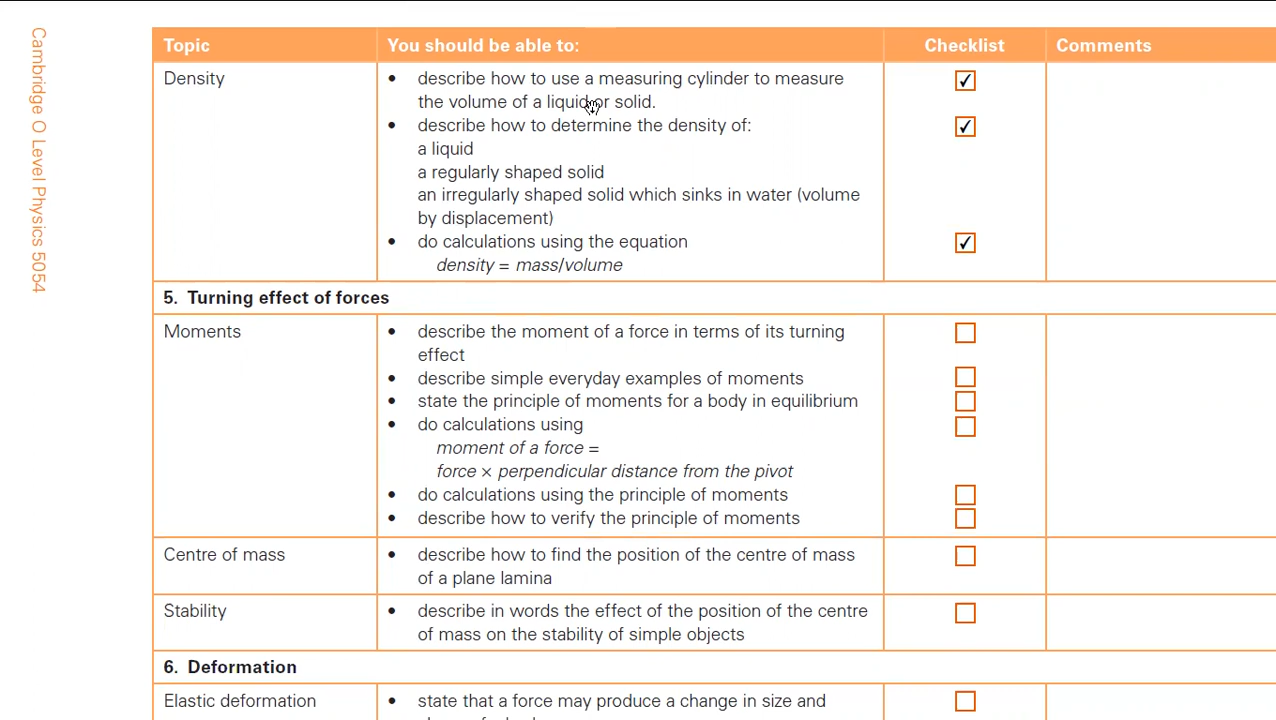 Cambridge O Level Physics 5054
Topic You should be able to: Checklist Comments
Density • describe how to use a measuring cylinder to measure ✓
the volume of a liquid or solid.
• describe how to determine the density of: ✓
a liquid
a regularly shaped solid
an irregularly shaped solid which sinks in water (volume
by displacement)
• do calculations using the equation ✓
density = mass/volume
5. Turning effect of forces
Moments • describe the moment of a force in terms of its turning
effect
• describe simple everyday examples of moments
• state the principle of moments for a body in equilibrium
• do calculations using
moment of a force =
force × perpendicular distance from the pivot
• do calculations using the principle of moments
• describe how to verify the principle of moments
Centre of mass • describe how to find the position of the centre of mass
of a plane lamina
Stability • describe in words the effect of the position of the centre
of mass on the stability of simple objects
6. Deformation
Elastic deformation • state that a force may produce a change in size and